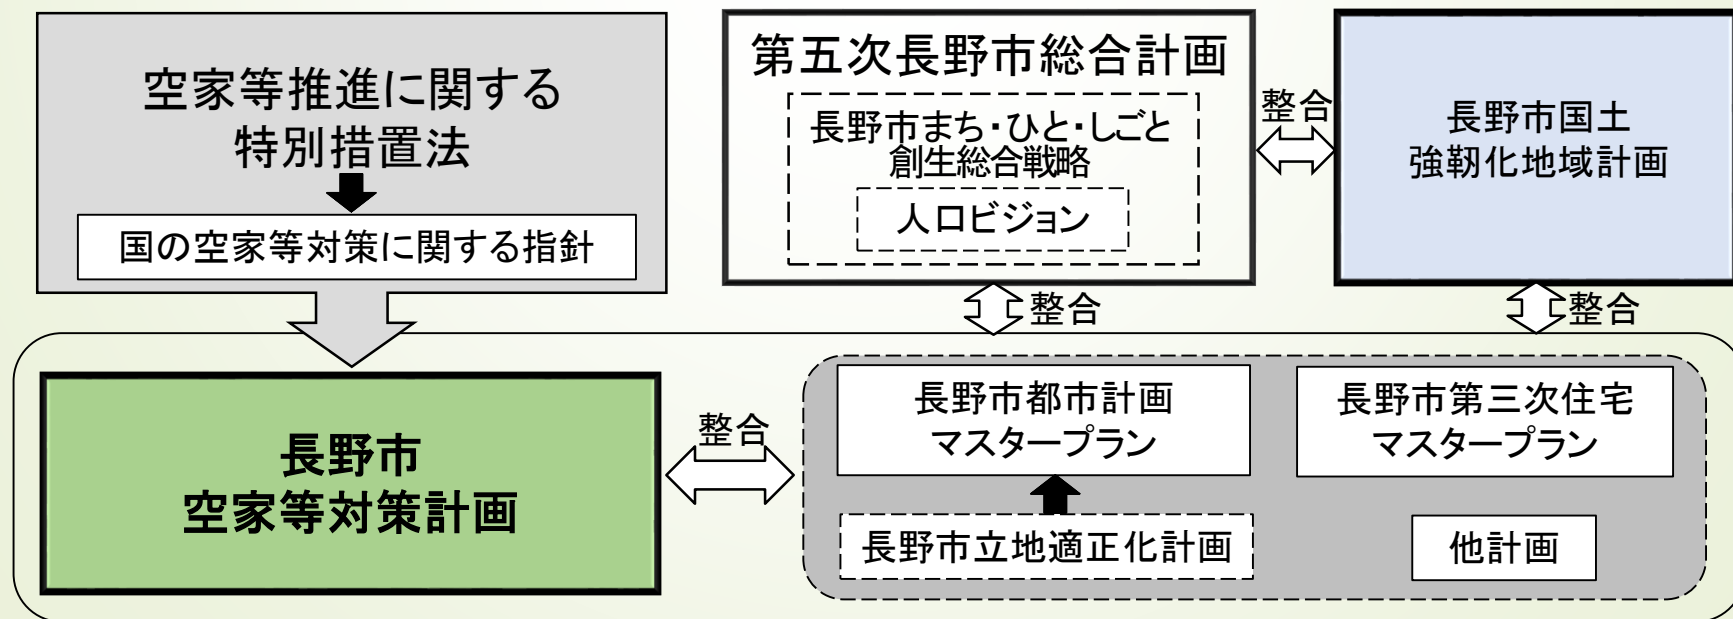 空家等推進に関する
特別措置法
国の空家等対策に関する指針
第五次長野市総合計画
長野市まち・ひと・しごと
創生総合戦略
人口ビジョン
整合
長野市国土
強靭化地域計画
整合
整合
長野市
空家等対策計画
整合
長野市都市計画
マスタープラン
長野市第三次住宅
マスタープラン
長野市立地適正化計画
他計画